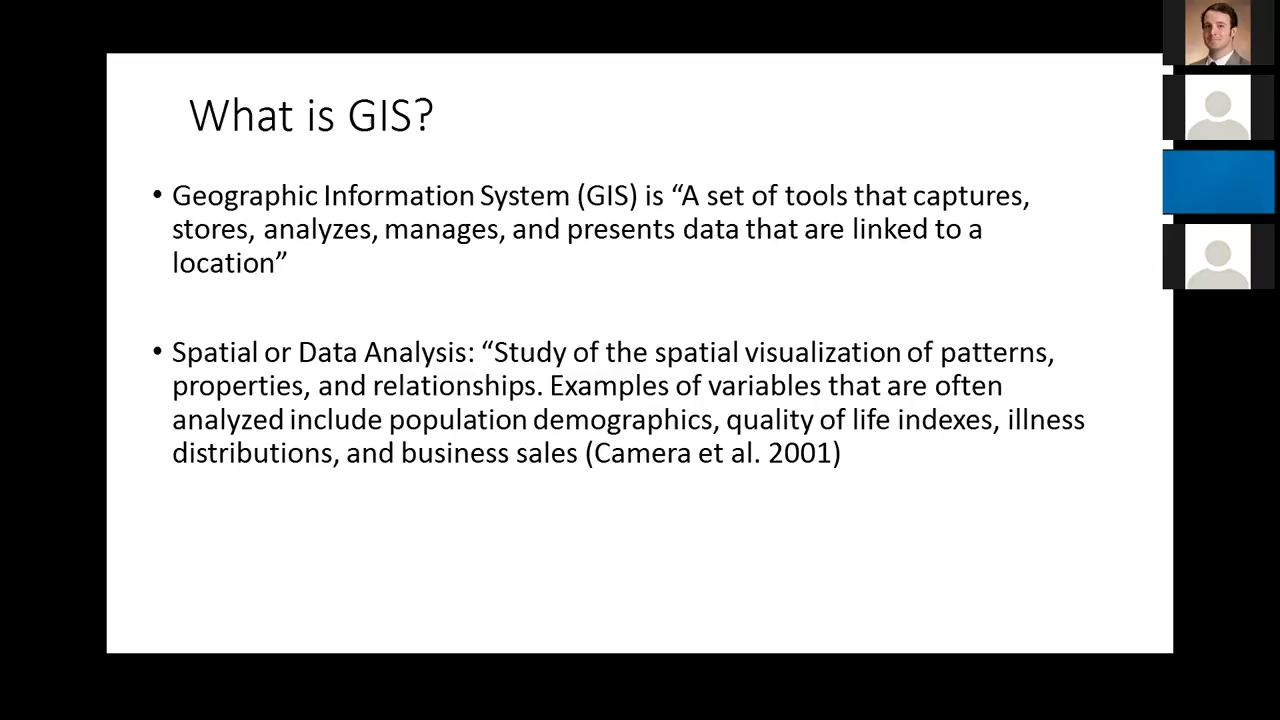 What is GIS?
• Geographic Information System (GIS) is “A set of tools that captures,
stores, analyzes, manages, and presents data that are linked to a
location”
• Spatial or Data Analysis: “Study of the spatial visualization of patterns,
properties, and relationships. Examples of variables that are often
analyzed include population demographics, quality of life indexes, illness
distributions, and business sales (Camera et al. 2001)